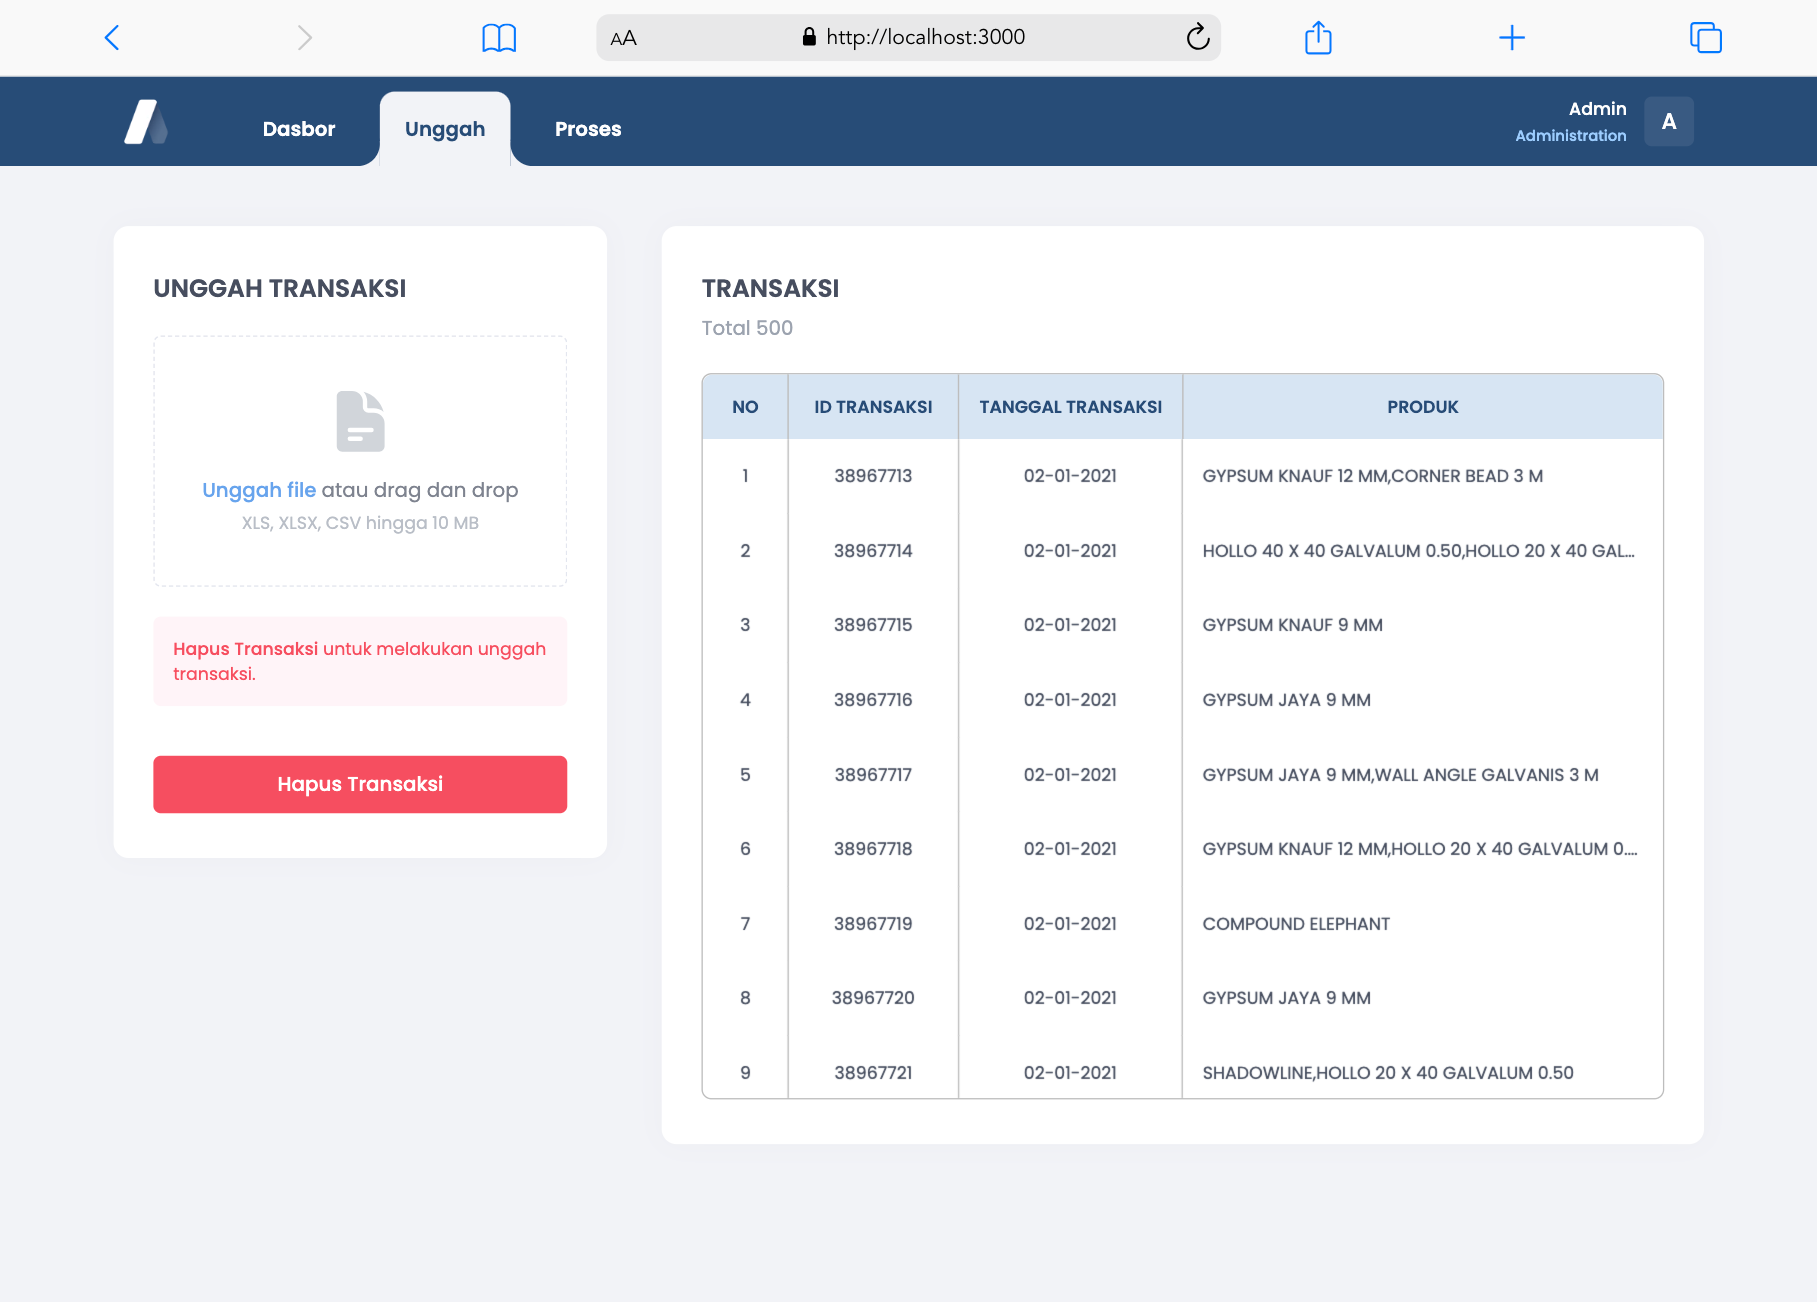 AA
http://localhost:3000
Dasbor
Unggah
Proses
Admin
Administration
A
UNGGAH TRANSAKSI
Unggah file atau drag dan drop
XLS, XLSX, CSV hingga 10 MB
Hapus Transaksi untuk melakukan unggah
transaksi.
Hapus Transaksi
TRANSAKSI
Total 500
NO ID TRANSAKSI TANGGAL TRANSAKSI PRODUK
1 38967713 02-01-2021 GYPSUM KNAUF 12 MM,CORNER BEAD 3 M
2 38967714 02-01-2021 HOLLO 40 X 40 GALVALUM 0.50,HOLLO 20 X 40 GAL...
3 38967715 02-01-2021 GYPSUM KNAUF 9 MM
4 38967716 02-01-2021 GYPSUM JAYA 9 MM
5 38967717 02-01-2021 GYPSUM JAYA 9 MM,WALL ANGLE GALVANIS 3 M
6 38967718 02-01-2021 GYPSUM KNAUF 12 MM,HOLLO 20 X 40 GALVALUM 0....
7 38967719 02-01-2021 COMPOUND ELEPHANT
8 38967720 02-01-2021 GYPSUM JAYA 9 MM
9 38967721 02-01-2021 SHADOWLINE,HOLLO 20 X 40 GALVALUM 0.50